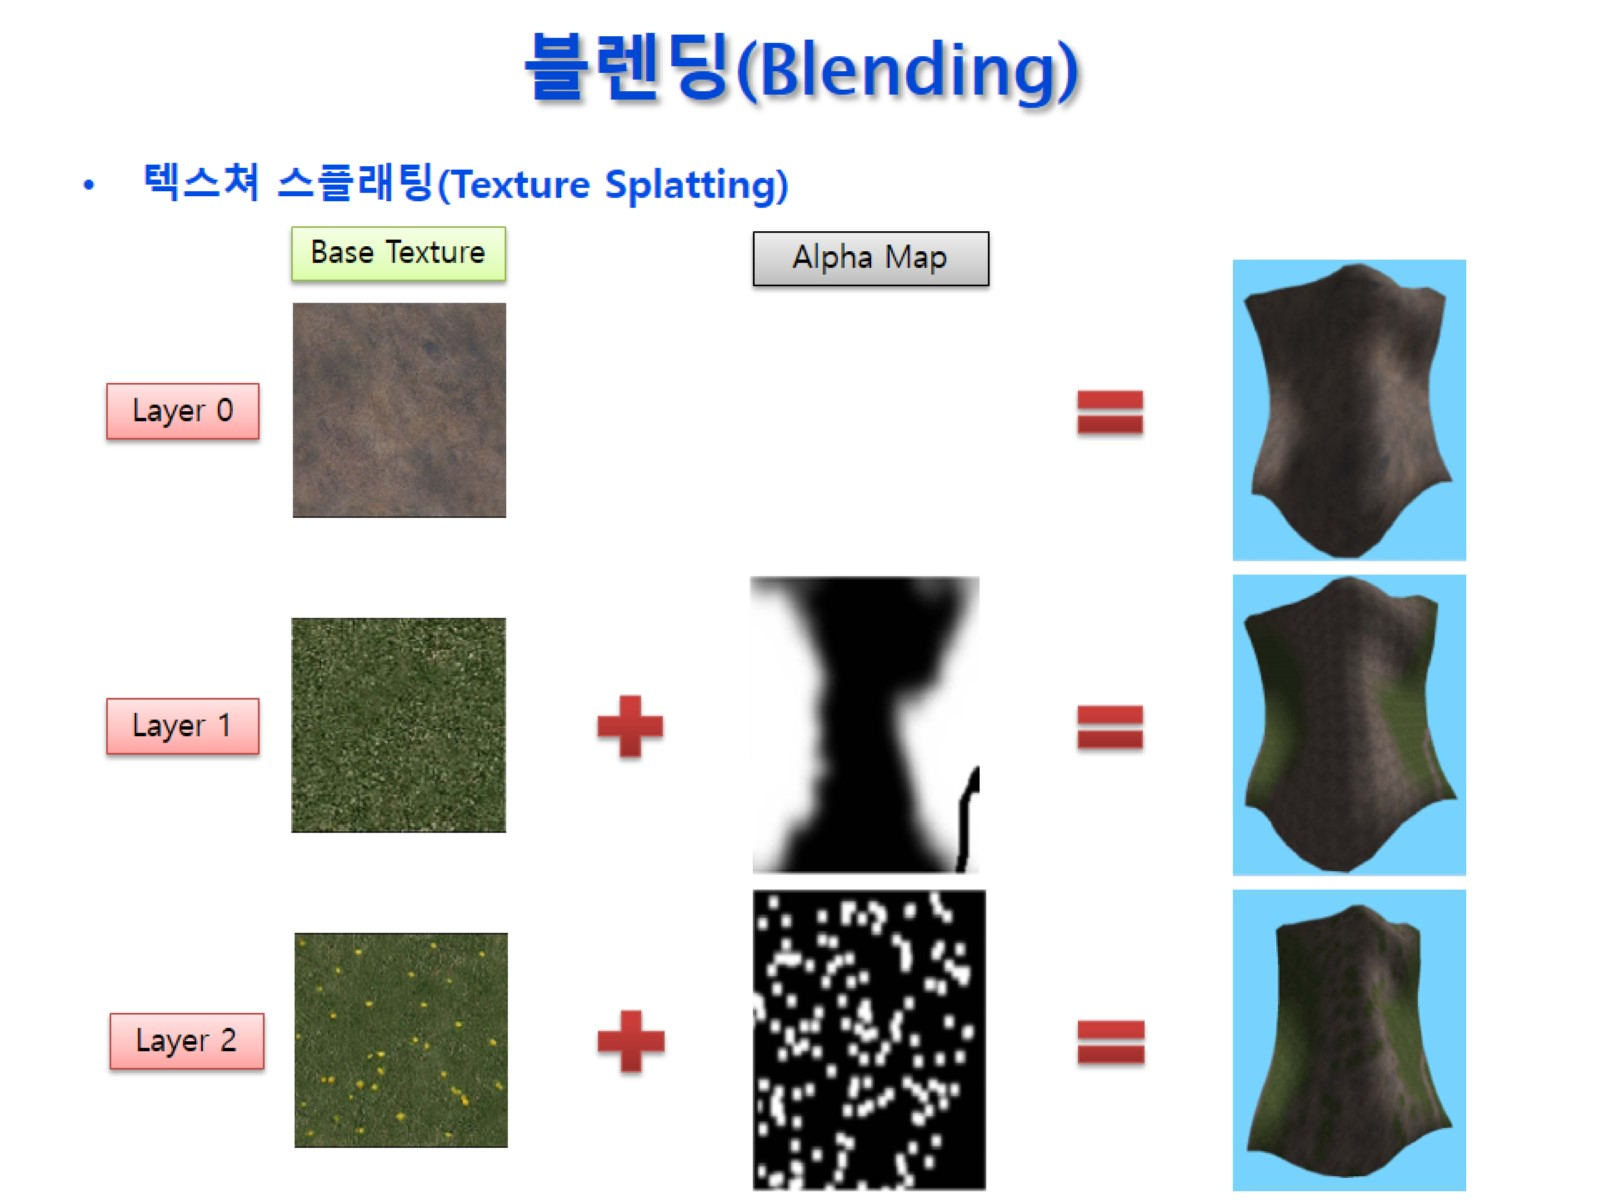 블렌딩(Blending)
• 텍스쳐 스플래팅(Texture Splatting)
Base Texture
Alpha Map
Layer 0
Layer 1
Layer 2